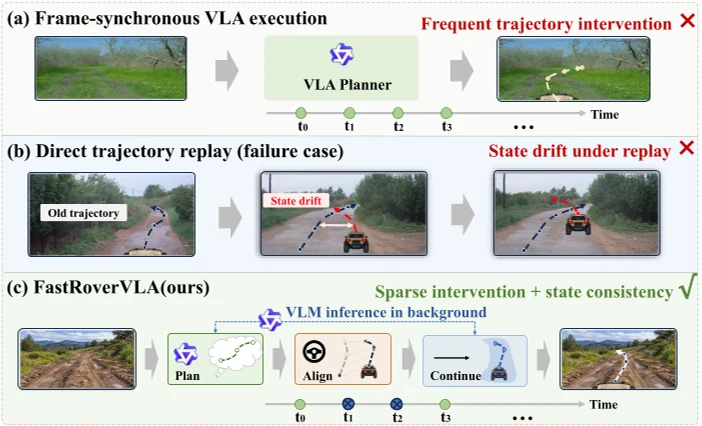 (a) Frame-synchronous VLA execution
Frequent trajectory intervention ✕
VLA Planner
t0 t1 t2 t3 ... Time
(b) Direct trajectory replay (failure case)
State drift under replay ✕
Old trajectory
State drift
(c) FastRoverVLA(ours)
Sparse intervention + state consistency √
VLM inference in background
Plan
Align
Continue
t0 t1 t2 t3 ... Time